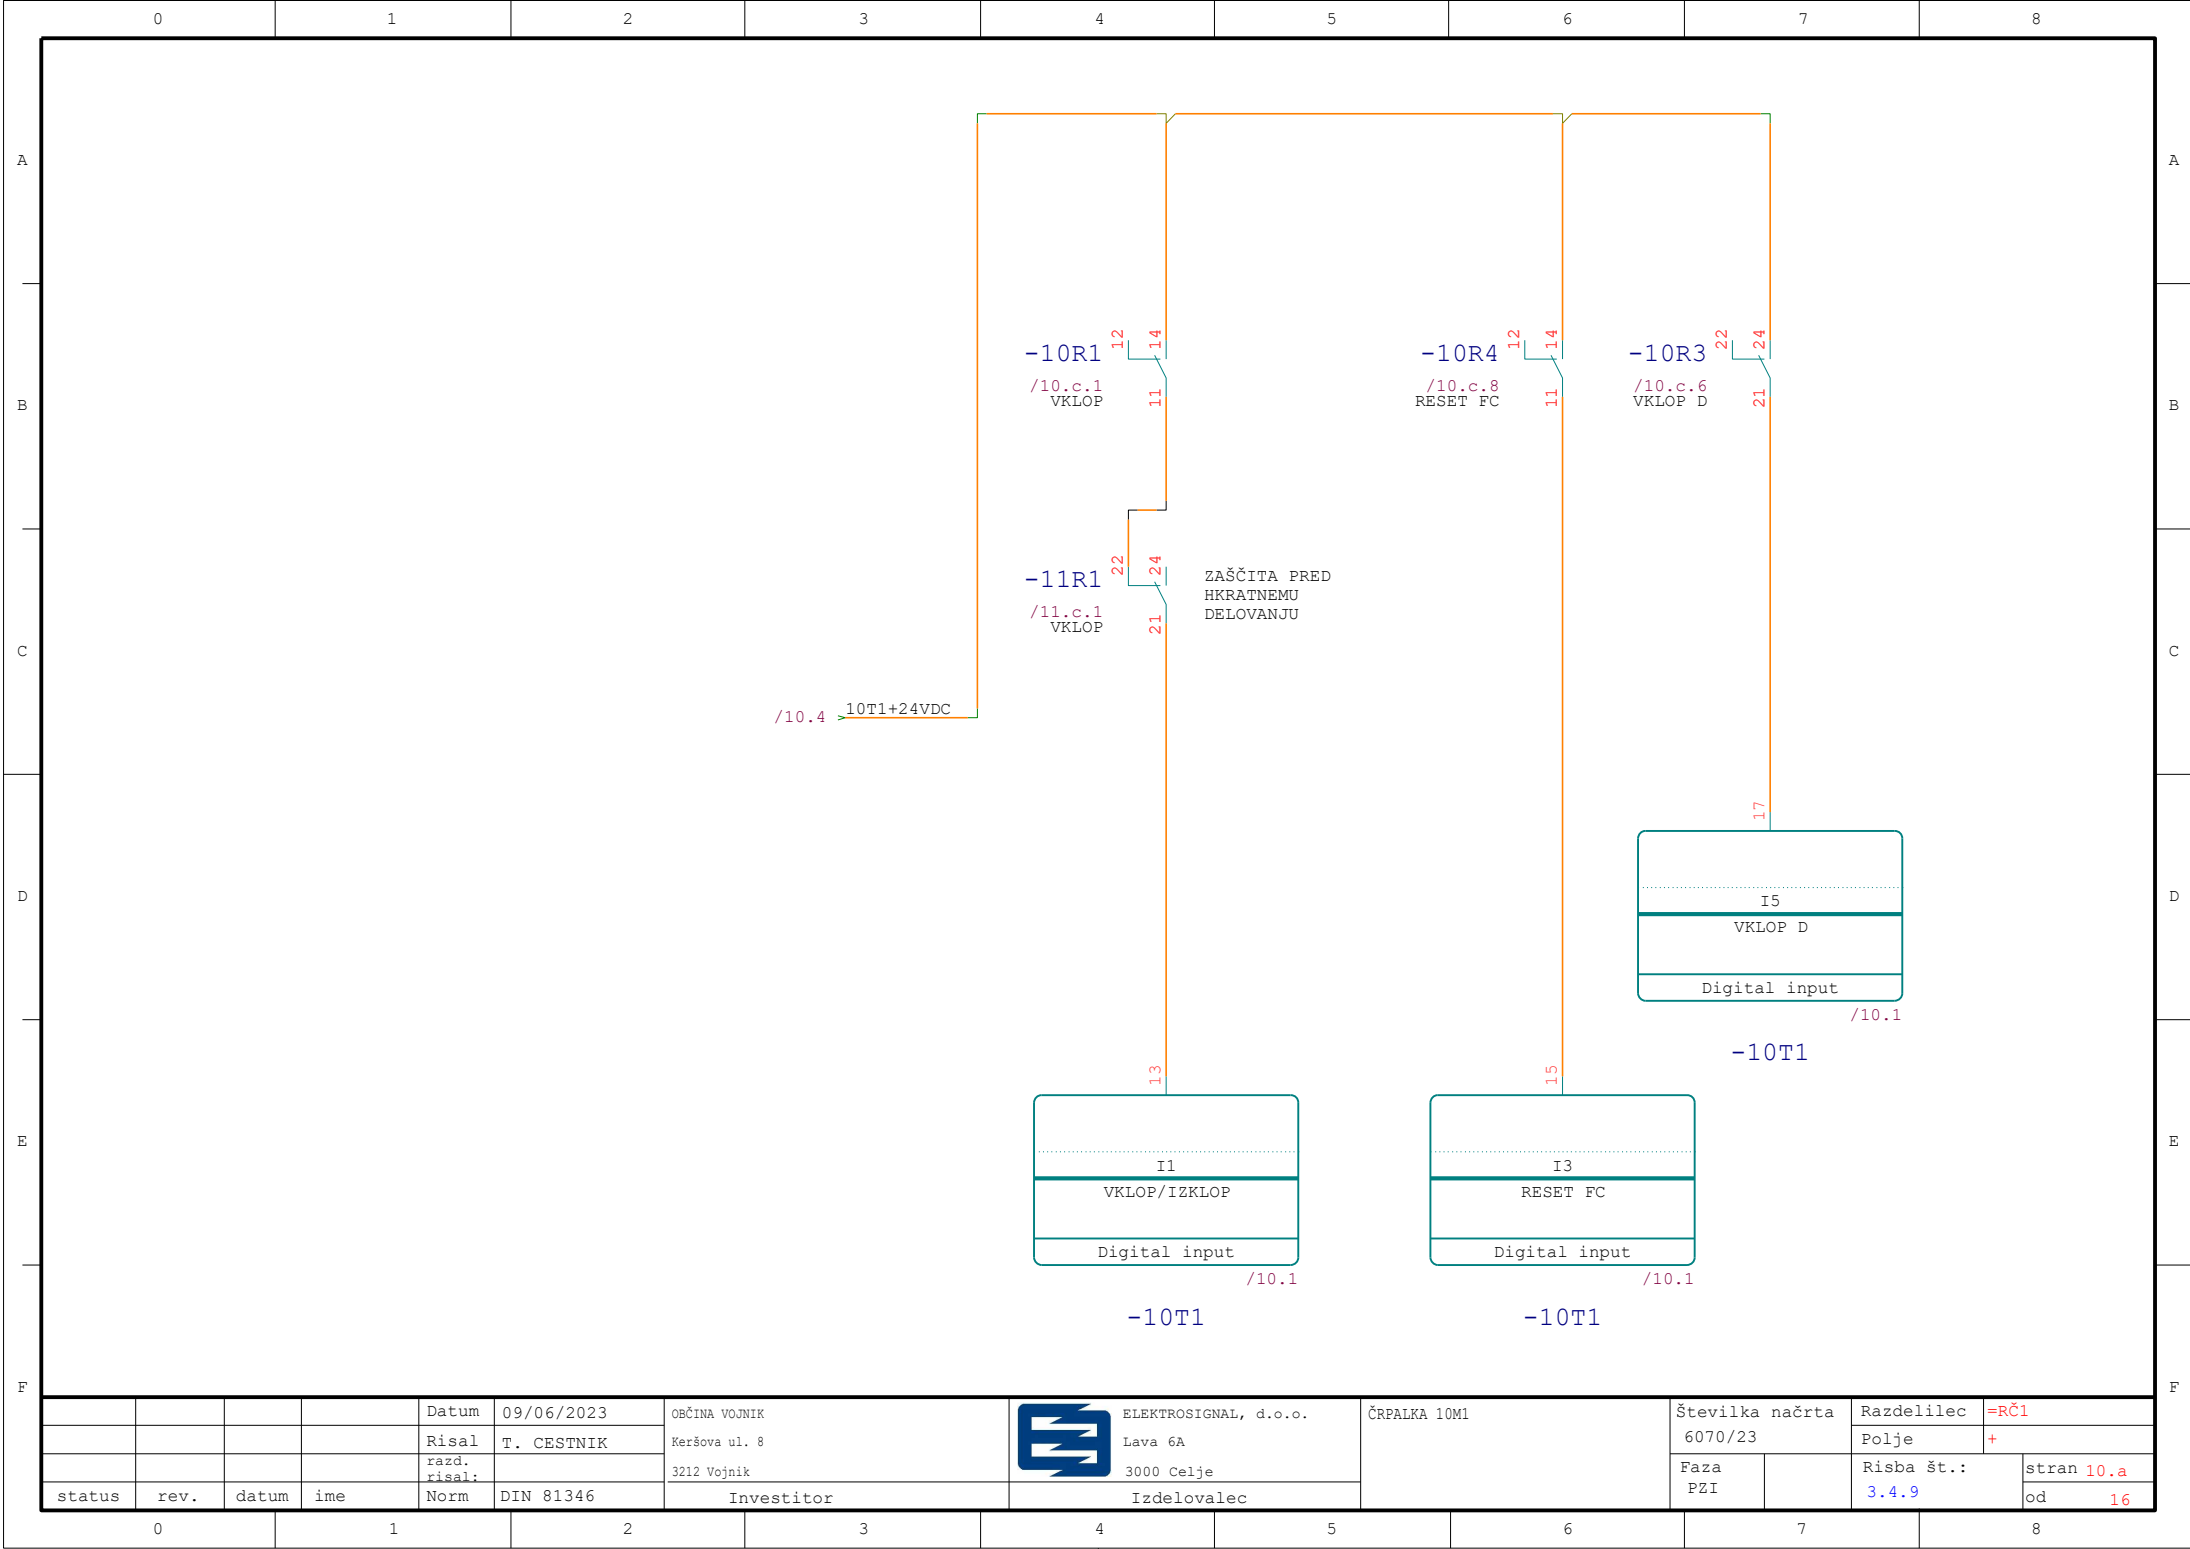 0 1 2 3 4 5 6 7 8
A A
12 14 12 14 22 24
-10R1 -10R4 -10R3
/10.c.1 /10.c.8 /10.c.6
VKLOP RESET FC VKLOP D
11 11 21
B B
22 24
-11R1
/11.c.1
VKLOP
21
ZAŠČITA PRED
HKRATNEMU
DELOVANJU
C C
/10.4 10T1+24VDC
17
D D
I5
VKLOP D
Digital input
/10.1
-10T1
13 15
E E
I1 I3
VKLOP/IZKLOP RESET FC
Digital input Digital input
/10.1 /10.1
-10T1 -10T1
F F
Datum 09/06/2023
Risal T. CESTNIK
razd.
risal:
status rev. datum ime Norm DIN 81346
OBČINA VOJNIK
Keršova ul. 8
3212 Vojnik
Investitor
ELEKTROSIGNAL, d.o.o.
Lava 6A
3000 Celje
Izdelovalec
ČRPALKA 10M1
Številka načrta
6070/23
Faza
PZI
Razdelilec =RČ1
Polje +
Risba št.:
3.4.9
stran 10.a
od 16
0 1 2 3 4 5 6 7 8